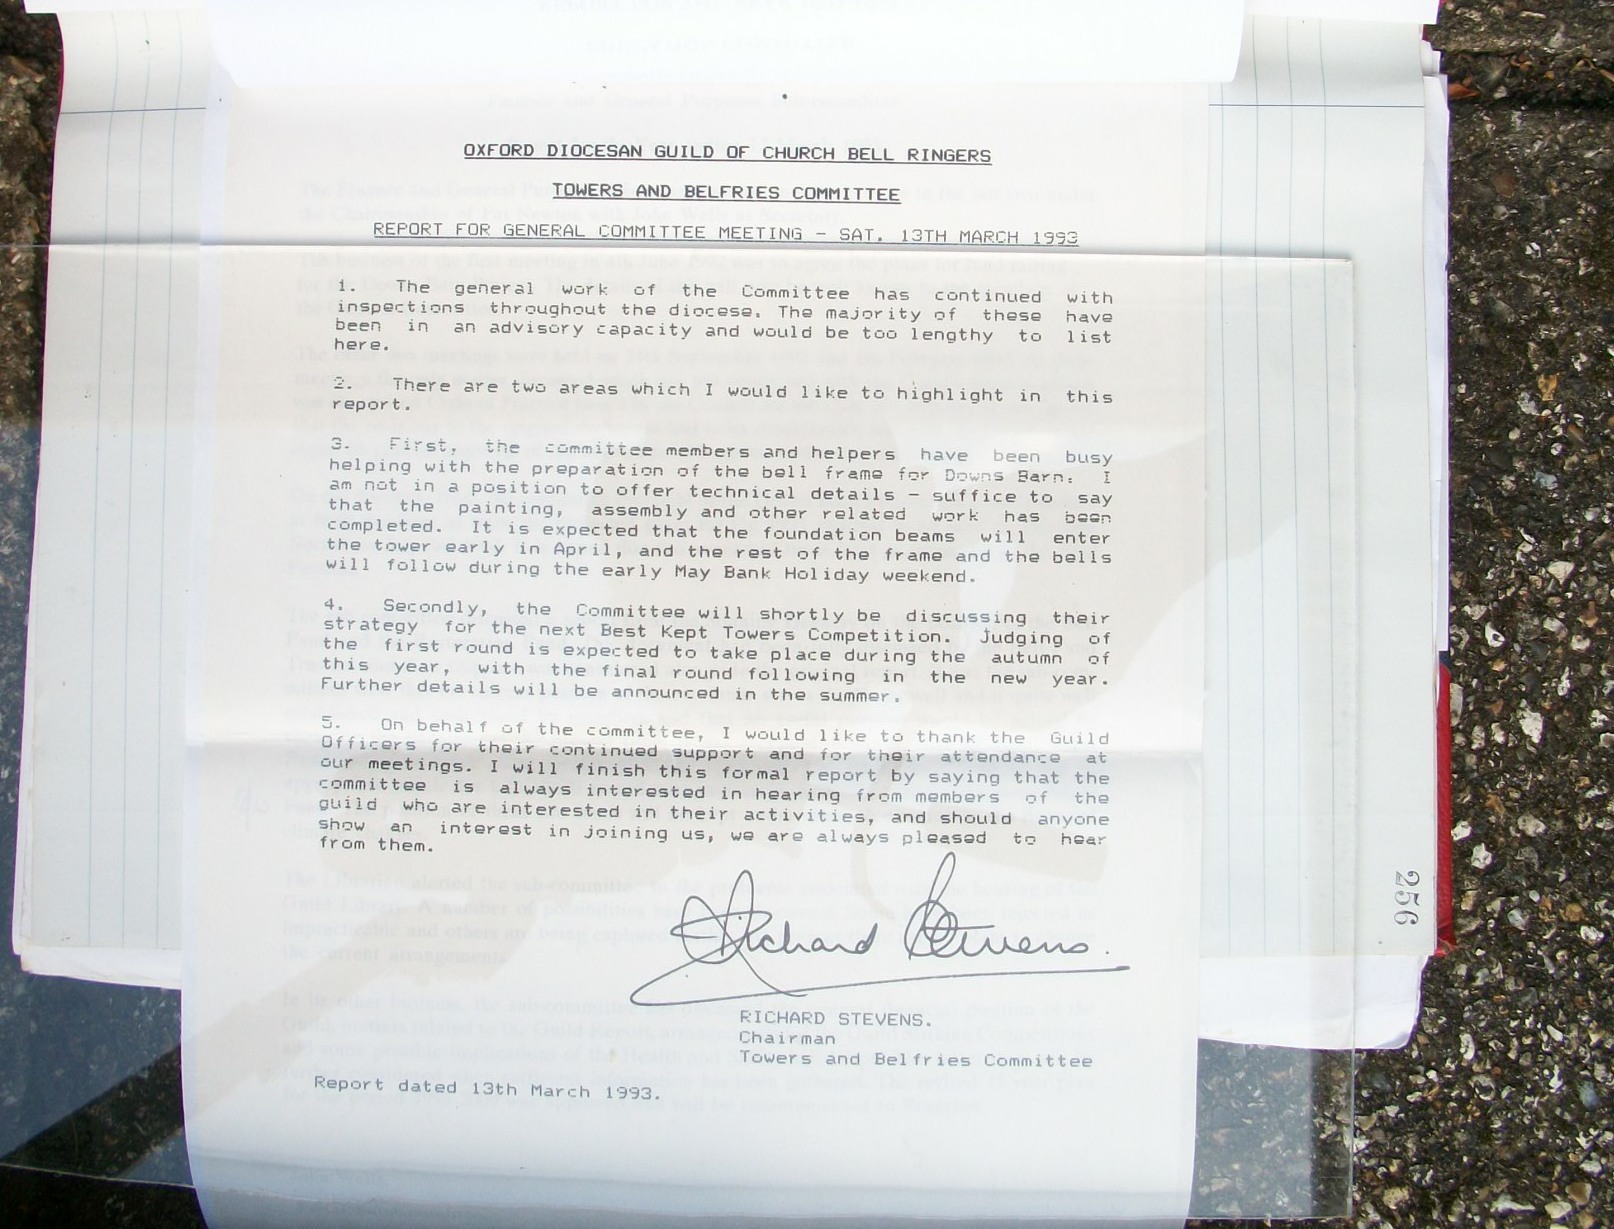 OXFORD DIOCESAN GUILD OF CHURCH BELL RINGERS
TOWERS AND BELFRIES COMMITTEE
REPORT FOR GENERAL COMMITTEE MEETING - SAT. 13TH MARCH 1993
1. The general work of the Committee has continued with
inspections throughout the diocese. The majority of these have
been in an advisory capacity and would be too lengthy to list
here.
2. There are two areas which I would like to highlight in this
report.
3. First, the committee members and helpers have been busy
helping with the preparation of the bell frame for Downs Barn. I
am not in a position to offer technical details - suffice to say
that the painting, assembly and other related work has been
completed. It is expected that the foundation beams will enter
the tower early in April, and the rest of the frame and the bells
will follow during the early May Bank Holiday weekend.
4. Secondly, the Committee will shortly be discussing their
strategy for the next Best Kept Towers Competition. Judging of
the first round is expected to take place during the autumn of
this year, with the final round following in the new year.
Further details will be announced in the summer.
5. On behalf of the committee, I would like to thank the Guild
Officers for their continued support and for their attendance at
our meetings. I will finish this formal report by saying that the
committee is always interested in hearing from members of the
guild who are interested in their activities, and should anyone
show an interest in joining us, we are always pleased to hear
from them.
Richard Stevens.
RICHARD STEVENS.
Chairman
Towers and Belfries Committee
Report dated 13th March 1993.
256